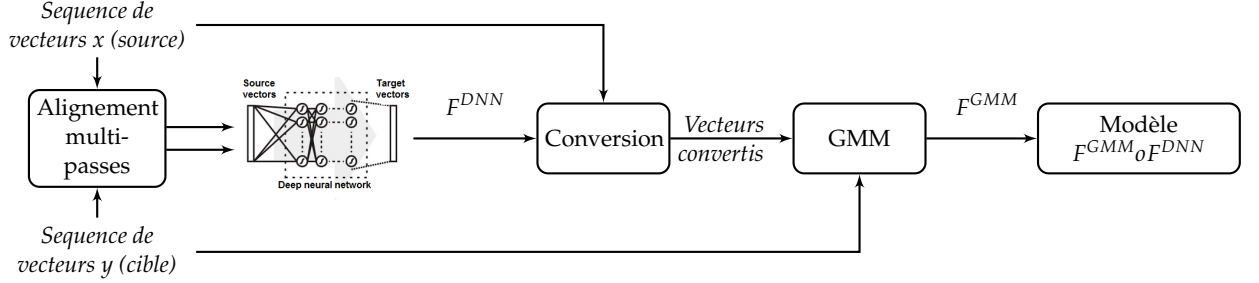 Sequence de
vecteurs x (source)
Alignement
multi-
passes
Sequence de
vecteurs y (cible)
Source
vectors
Target
vectors
Deep neural network
F^DNN
Conversion
Vecteurs
convertis
GMM
F^GMM
Modèle
F^GMM o F^DNN